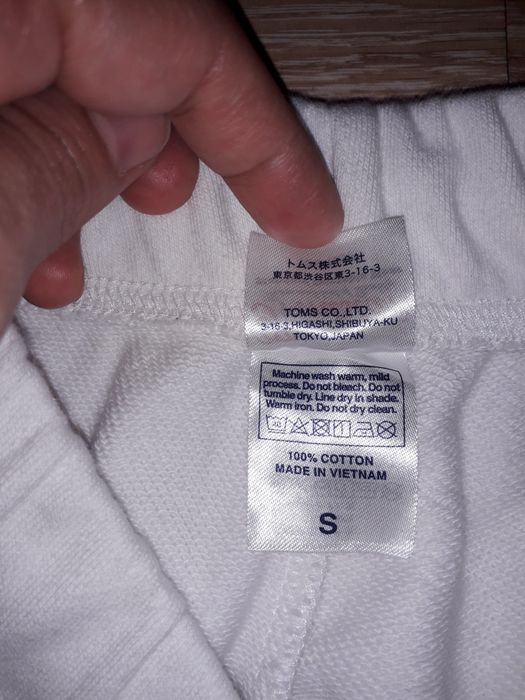 トムス株式会社
東京都渋谷区東3-16-3
TOMS CO.,LTD.
3-16-3,HIGASHI,SHIBUYA-KU
TOKYO,JAPAN
Machine wash warm, mild
process. Do not bleach. Do not
tumble dry. Line dry in shade.
Warm iron. Do not dry clean.
40
100% COTTON
MADE IN VIETNAM
S